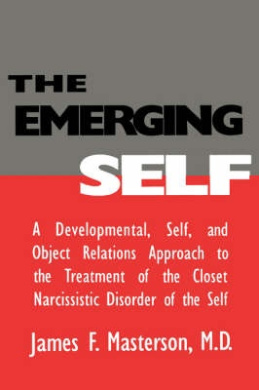 THE
EMERGING
SELF
A Developmental, Self, and
Object Relations Approach to
the Treatment of the Closet
Narcissistic Disorder of the Self
James F. Masterson, M.D.